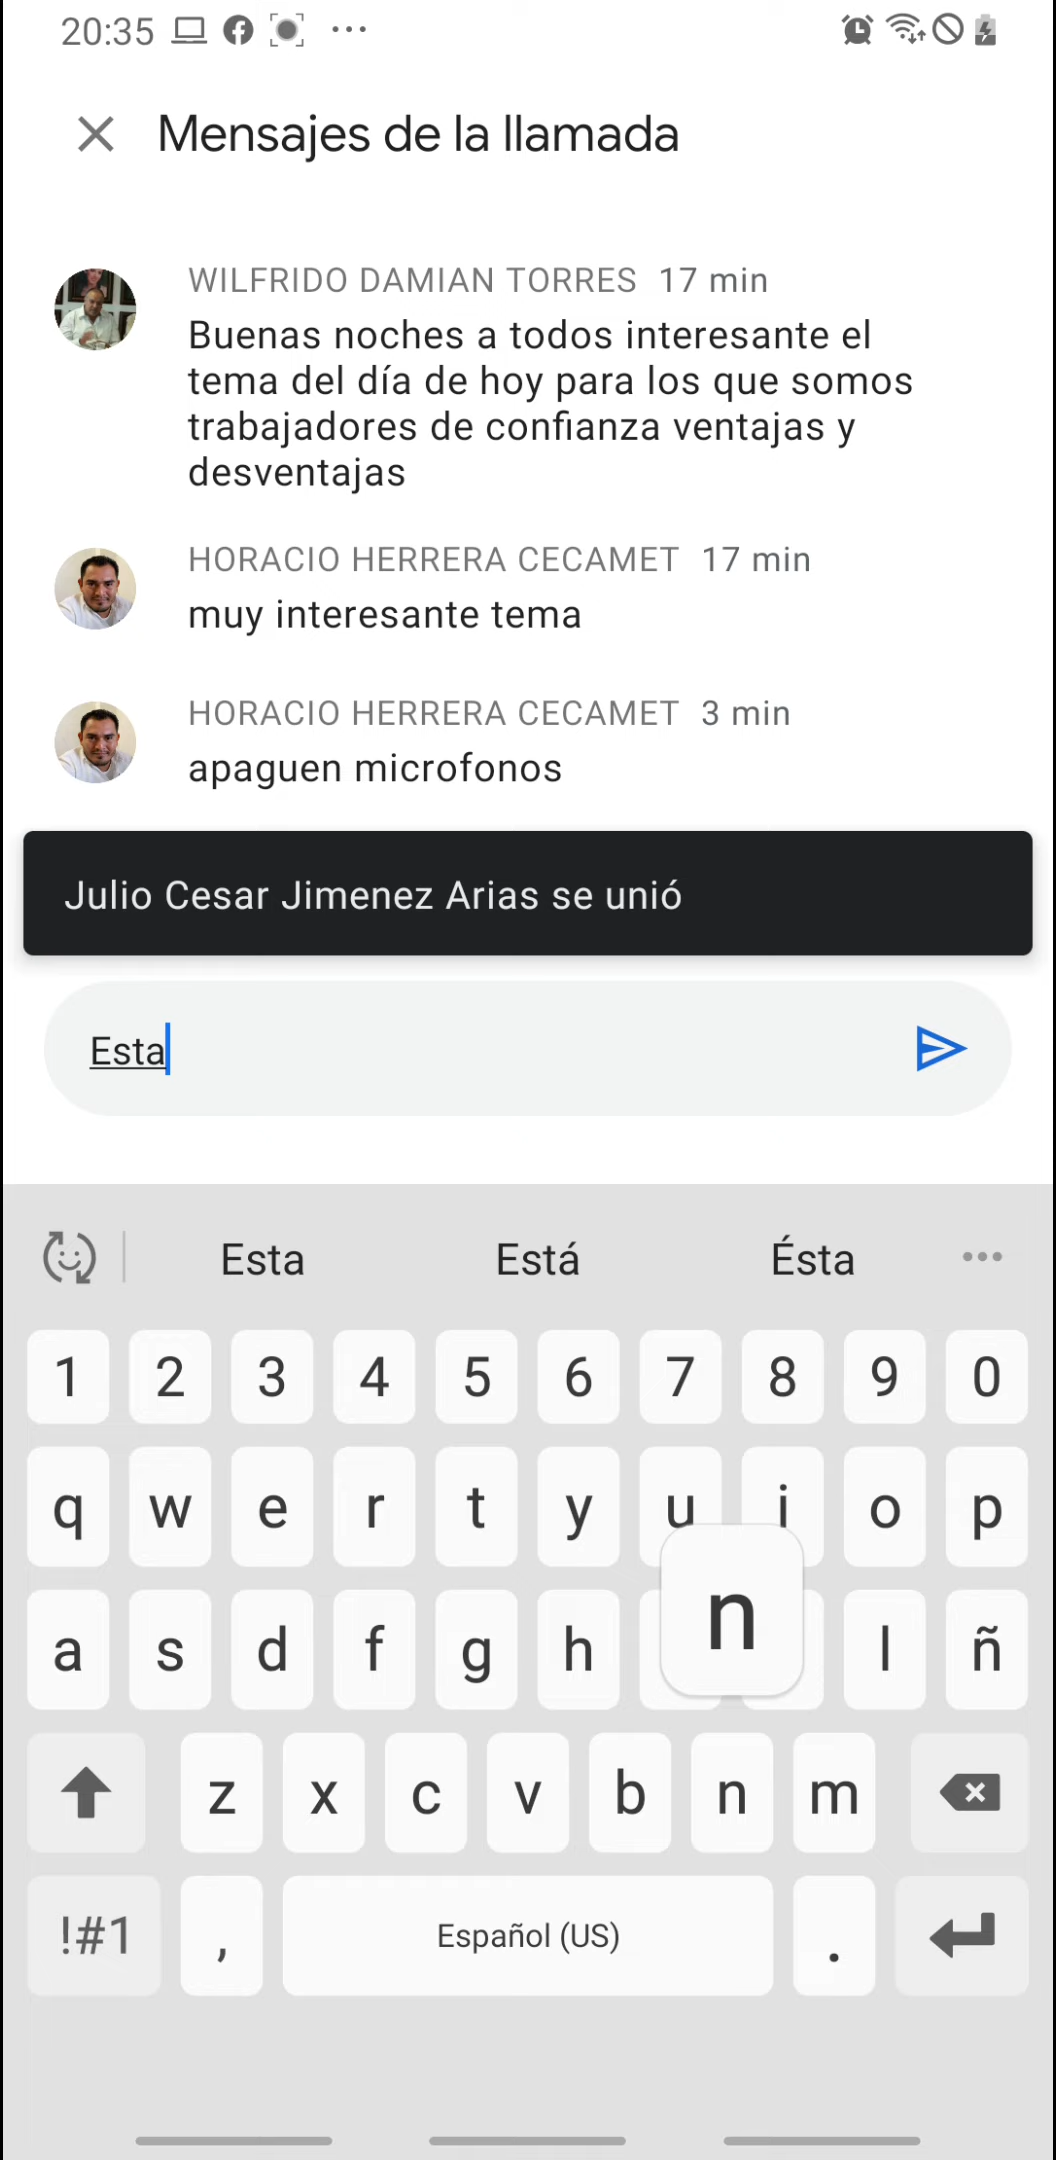 20:35
Mensajes de la llamada
WILFRIDO DAMIAN TORRES 17 min
Buenas noches a todos interesante el
tema del día de hoy para los que somos
trabajadores de confianza ventajas y
desventajas
HORACIO HERRERA CECAMET 17 min
muy interesante tema
HORACIO HERRERA CECAMET 3 min
apaguen microfonos
Julio Cesar Jimenez Arias se unió
Esta
Esta Está Ésta
1 2 3 4 5 6 7 8 9 0
q w e r t y u i o p
n
a s d f g h l ñ
z x c v b n m
!#1 , Español (US) .